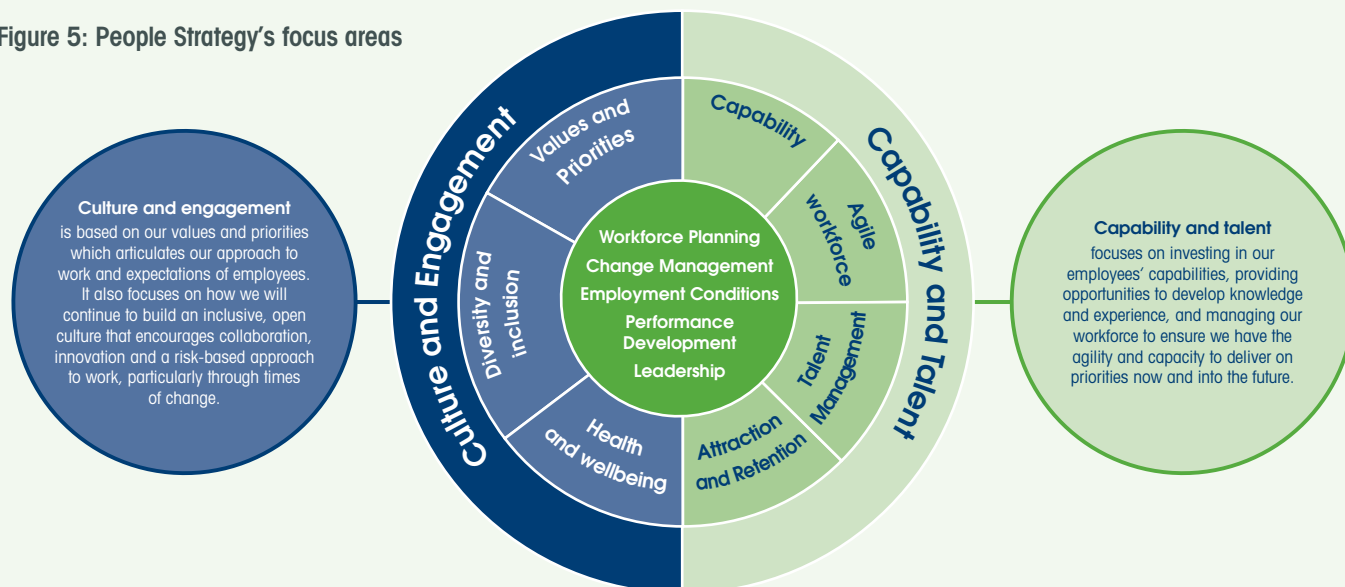 Figure 5: People Strategy’s focus areas
Culture and engagement
is based on our values and priorities
which articulates our approach to
work and expectations of employees.
It also focuses on how we will
continue to build an inclusive, open
culture that encourages collaboration,
innovation and a risk-based approach
to work, particularly through times
of change.
Culture and Engagement
Values and
Priorities
Diversity and
inclusion
Health
and wellbeing
Workforce Planning
Change Management
Employment Conditions
Performance
Development
Leadership
Capability
Agile
workforce
Talent
Management
Attraction
and Retention
Capability and Talent
Capability and talent
focuses on investing in our
employees’ capabilities, providing
opportunities to develop knowledge
and experience, and managing our
workforce to ensure we have the
agility and capacity to deliver on
priorities now and into the future.